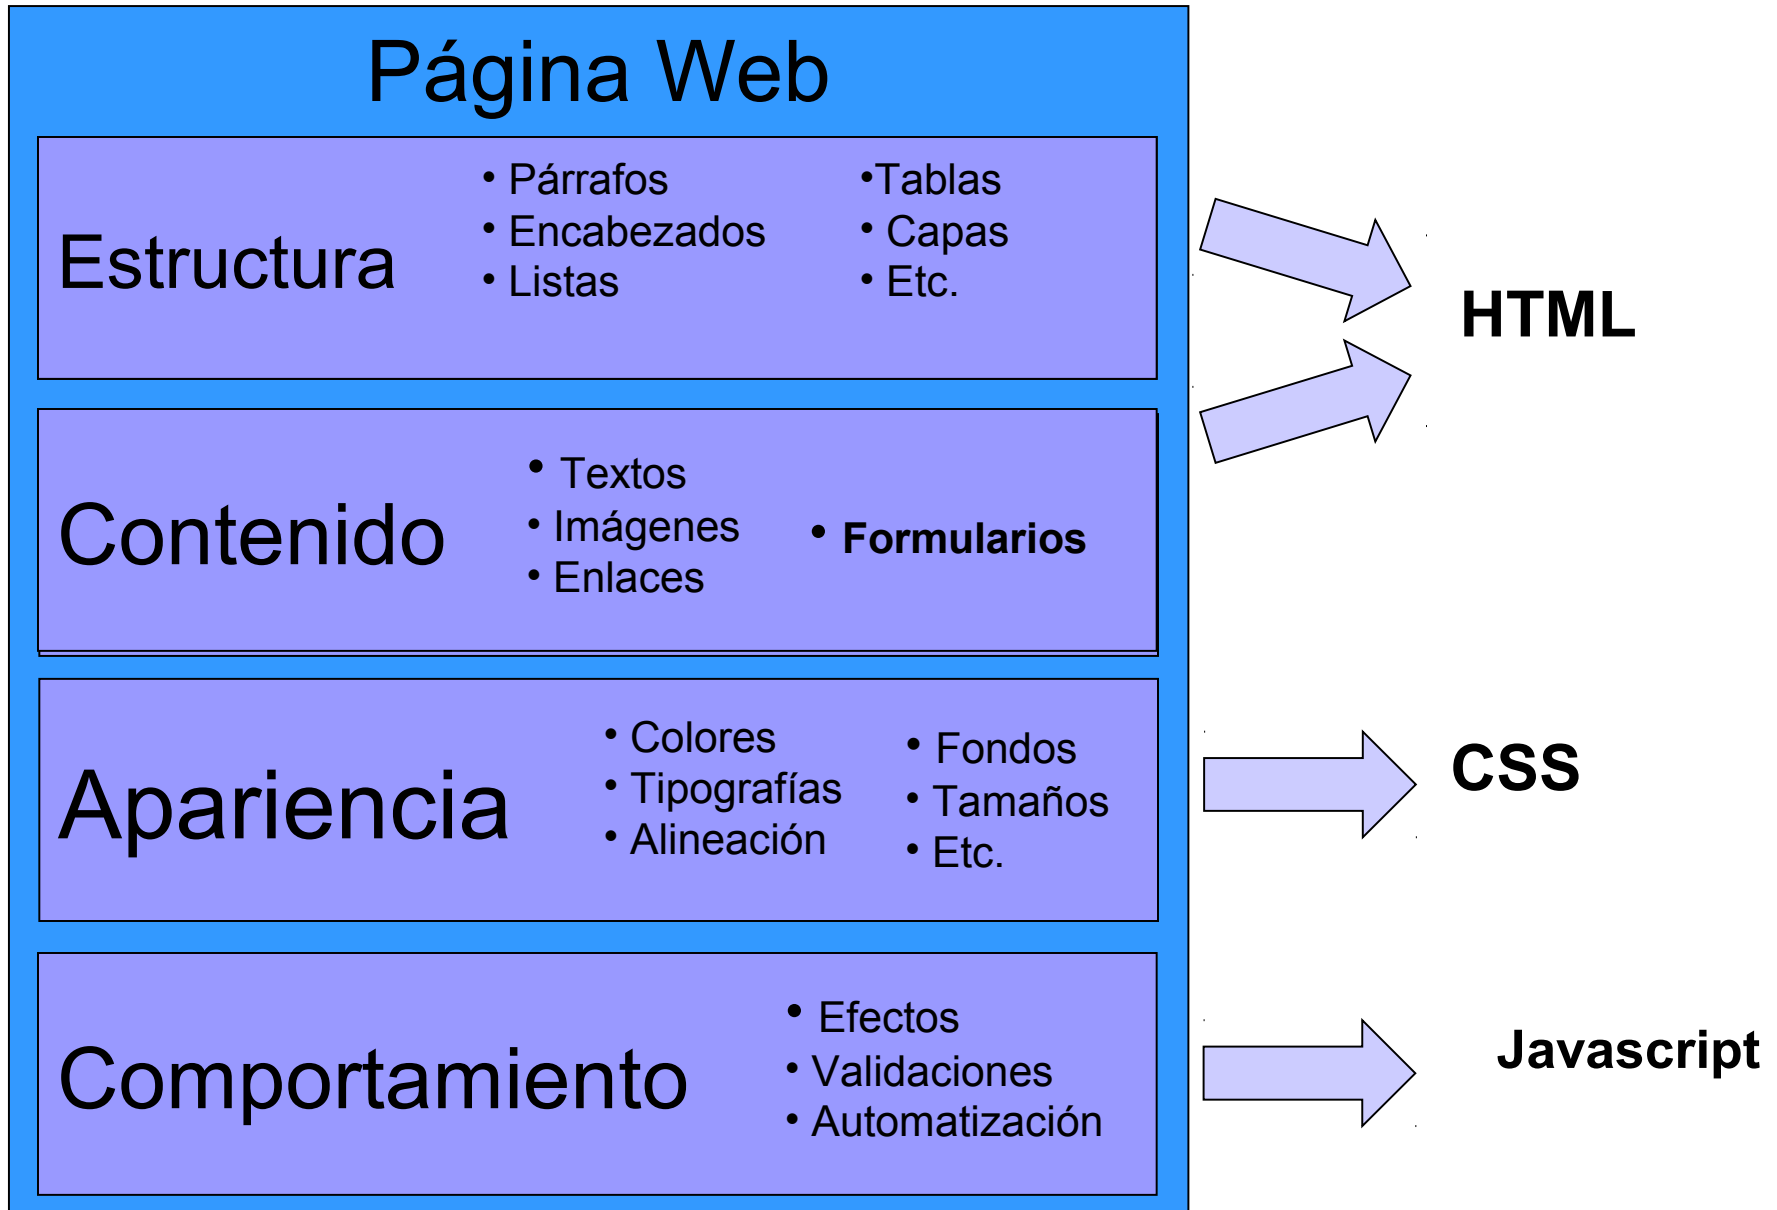 Página Web
Estructura
• Párrafos
• Encabezados
• Listas
•Tablas
• Capas
• Etc.
HTML
Contenido
• Textos
• Imágenes
• Enlaces
• Formularios
Apariencia
• Colores
• Tipografías
• Alineación
• Fondos
• Tamaños
• Etc.
CSS
Comportamiento
• Efectos
• Validaciones
• Automatización
Javascript